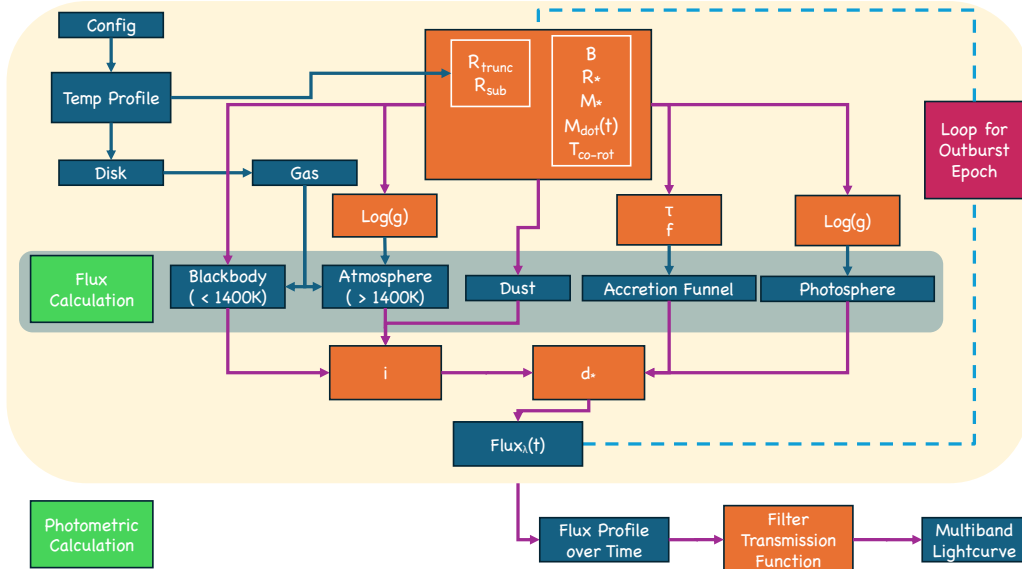 Config
Temp Profile
Disk
Gas
R_trunc
R_sub
B
R*
M*
M_dot(t)
T_co-rot
Loop for
Outburst
Epoch
Log(g)
τ
f
Log(g)
Flux
Calculation
Blackbody
( < 1400K)
Atmosphere
( > 1400K)
Dust
Accretion Funnel
Photosphere
i
d*
Flux_λ(t)
Photometric
Calculation
Flux Profile
over Time
Filter
Transmission
Function
Multiband
Lightcurve